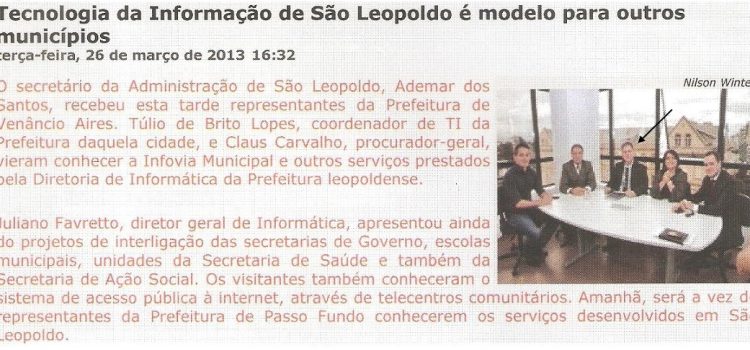 Tecnologia da Informação de São Leopoldo é modelo para outros
municípios
terça-feira, 26 de março de 2013 16:32
Nilson Winte
O secretário da Administração de São Leopoldo, Ademar dos
Santos, recebeu esta tarde representantes da Prefeitura de
Venâncio Aires. Túlio de Brito Lopes, coordenador de TI da
Prefeitura daquela cidade, e Claus Carvalho, procurador-geral,
vieram conhecer a Infovia Municipal e outros serviços prestados
pela Diretoria de Informática da Prefeitura leopoldense.
Juliano Favretto, diretor geral de Informática, apresentou ainda
do projetos de interligação das secretarias de Governo, escolas
municipais, unidades da Secretaria de Saúde e também da
Secretaria de Ação Social. Os visitantes também conheceram o
sistema de acesso pública à internet, através de telecentros comunitários. Amanhã, será a vez de
representantes da Prefeitura de Passo Fundo conhecerem os serviços desenvolvidos em São
Leopoldo.